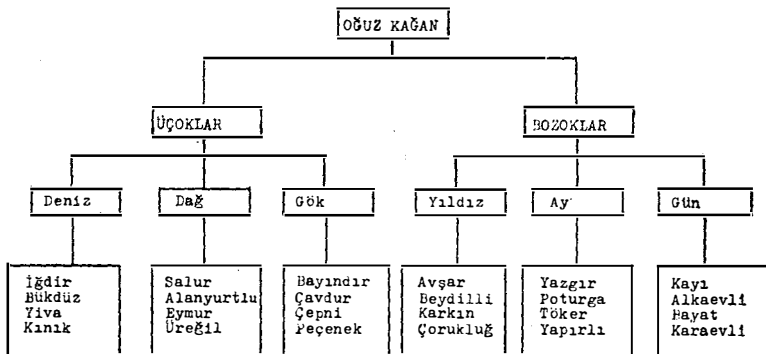 OĞUZ KAĞAN
ÜÇOKLAR
BOZOKLAR
Deniz
Dağ
Gök
Yıldız
Ay
Gün
İğdir
Bükdüz
Yiva
Kınık
Salur
Alanyurtlu
Eymur
Üreğil
Bayındır
Çavdur
Çepni
Peçenek
Avşar
Beydilli
Karkın
Çorukluğ
Yazgır
Poturga
Töker
Yapırlı
Kayı
Alkaevli
Bayat
Karaevli